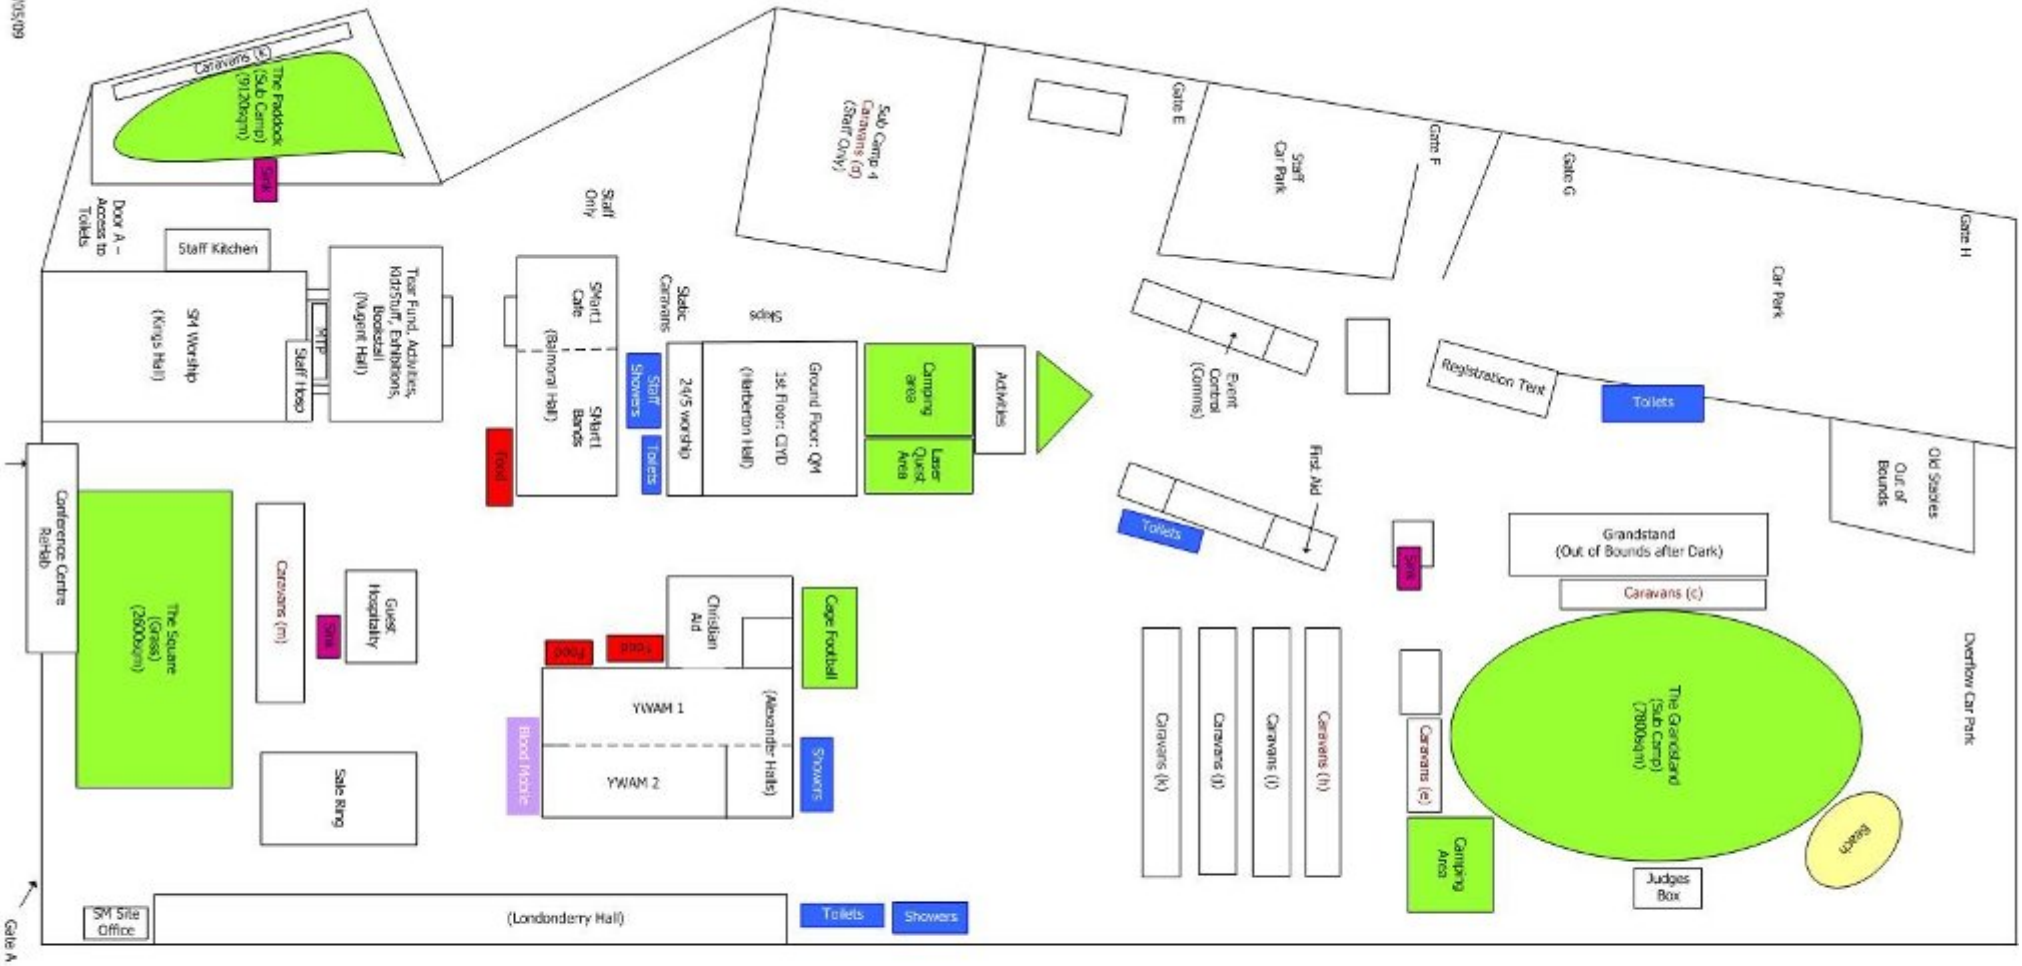 /05/09
Caravans (K)
The Paddock
(Sub Camp)
(9120sqm)
Sink
Door A –
Access to
Toilets
Staff Kitchen
SM Worship
(Kings Hall)
MTP
Staff Hosp
Tear Fund, Activities,
KidzStuff, Exhibitions,
Bookstall
(Nugent Hall)
Staff
Only
SMart1
Cafe
(Balmoral Hall)
SMart1
Bands
Food
Static
Caravans
Staff
Showers
Toilets
Skips
24/5 worship
Ground Floor: QM
1st Floor: CIYD
(Harberton Hall)
Camping
area
Laser
Quest
Area
Activities
Sub Camp 4
Caravans (d)
(Staff Only)
Gate E
Staff
Car Park
Gate F
Gate G
Gate H
Car Park
Event
Control
(Comms)
Registration Tent
Toilets
Old Stables
Out of
Bounds
First Aid
Toilets
Sink
Grandstand
(Out of Bounds after Dark)
Caravans (c)
The Grandstand
(Sub Camp)
(7800sqm)
Overflow Car Park
Beach
Judges
Box
Caravans (e)
Camping
Area
Caravans (h)
Caravans (i)
Caravans (j)
Caravans (k)
Conference Centre
ReHab
The Square
(Grass)
(2600sqm)
Caravans (m)
Sink
Guest
Hospitality
Sale Ring
Christian
Aid
Food
Food
Cage Football
YWAM 1
YWAM 2
(Alexander Halls)
Blood Mobile
Showers
SM Site
Office
(Londonderry Hall)
Toilets
Showers
Gate A